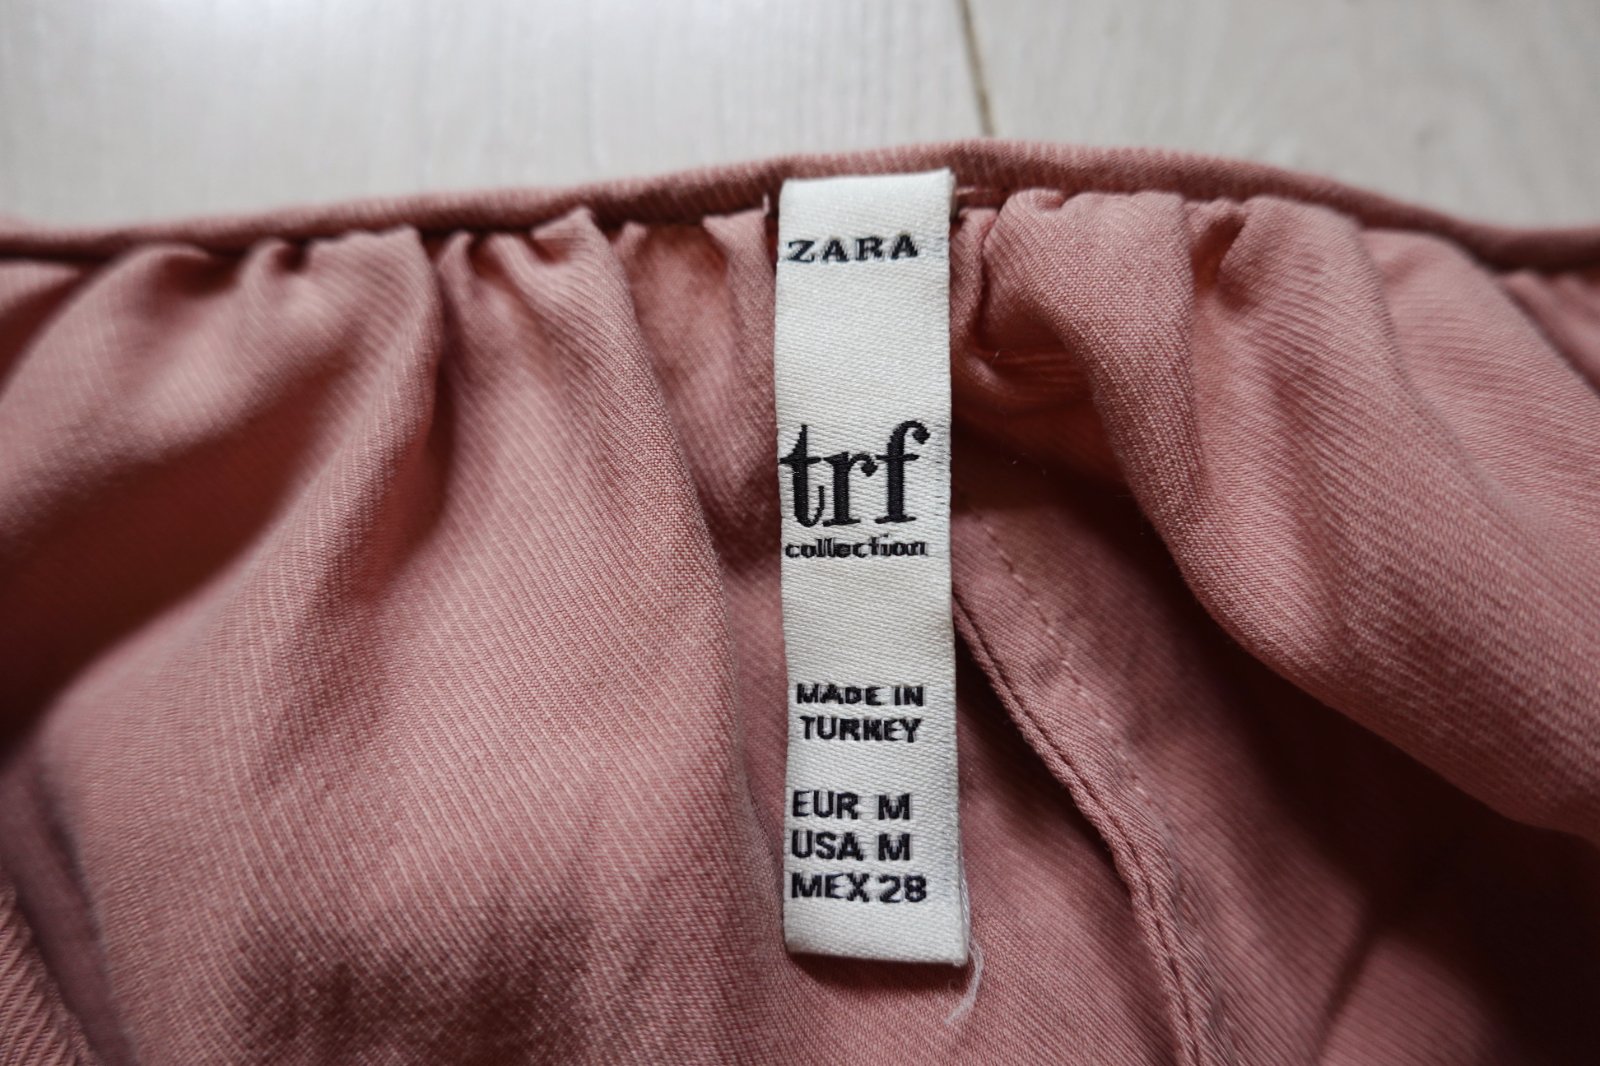 ZARA
trf
collection
MADE IN
TURKEY
EUR M
USA M
MEX 28